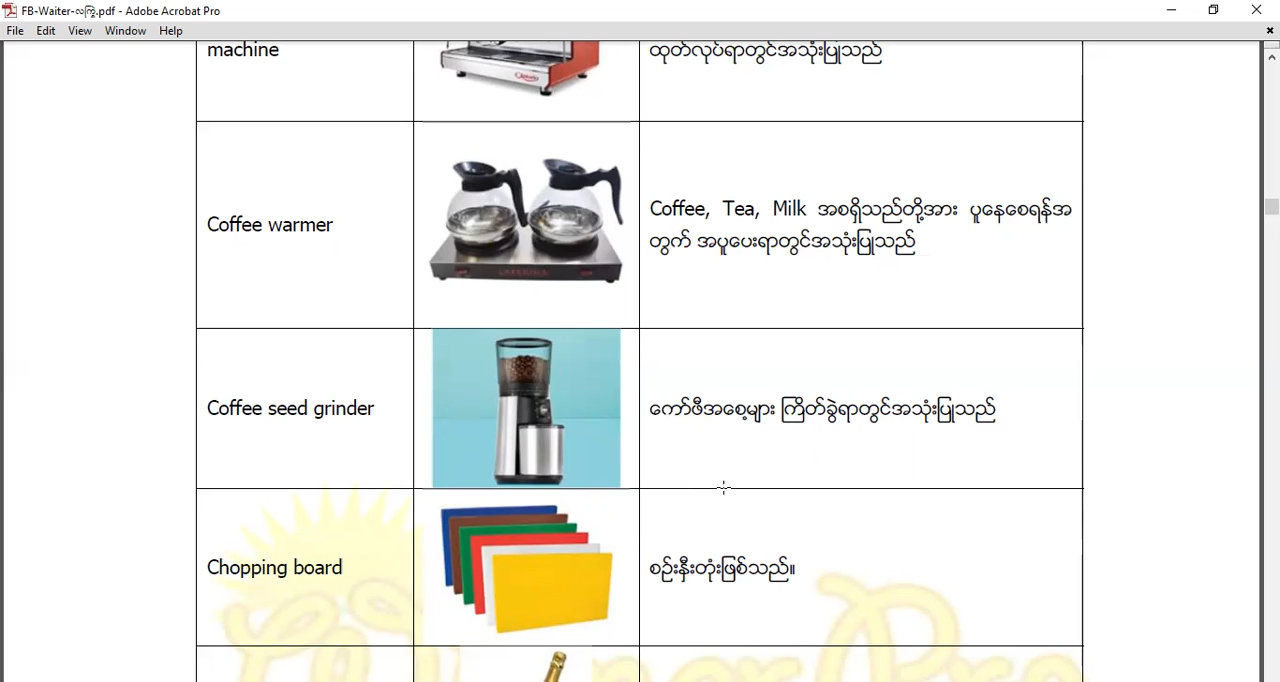 FB-Waiter-လကြွ.pdf - Adobe Acrobat Pro
File Edit View Window Help
machine
ထုတ်လုပ်ရာတွင်အသုံးပြုသည်
Coffee warmer
Coffee, Tea, Milk အစရှိသည်တို့အား ပူနေစေရန်အ
တွက် အပူပေးရာတွင်အသုံးပြုသည်
Coffee seed grinder
ကော်ဖီအစေ့များ ကြိတ်ခွဲရာတွင်အသုံးပြုသည်
Chopping board
စဉ်းနှီးတုံးဖြစ်သည်။